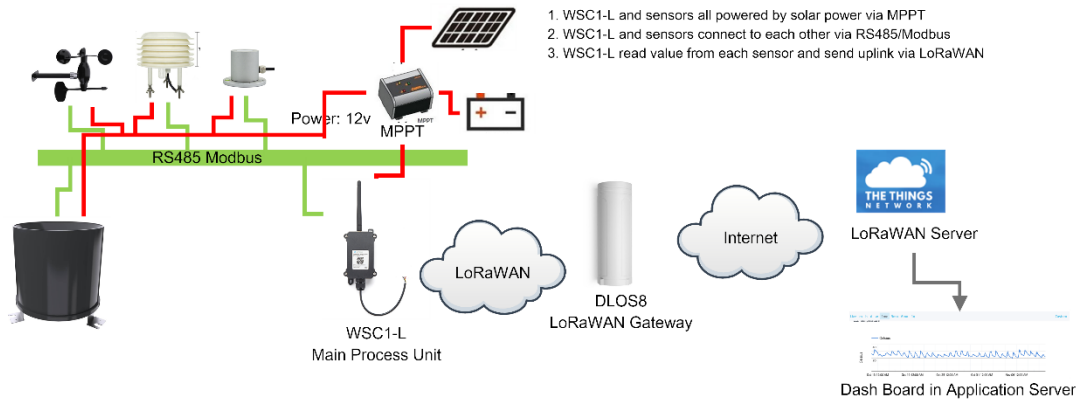 1. WSC1-L and sensors all powered by solar power via MPPT
2. WSC1-L and sensors connect to each other via RS485/Modbus
3. WSC1-L read value from each sensor and send uplink via LoRaWAN
Power: 12v
MPPT
MPPT
RS485 Modbus
THE THINGS
NETWORK
LoRaWAN Server
LoRaWAN
Internet
DLOS8
LoRaWAN Gateway
WSC1-L
Main Process Unit
Dash Board in Application Server